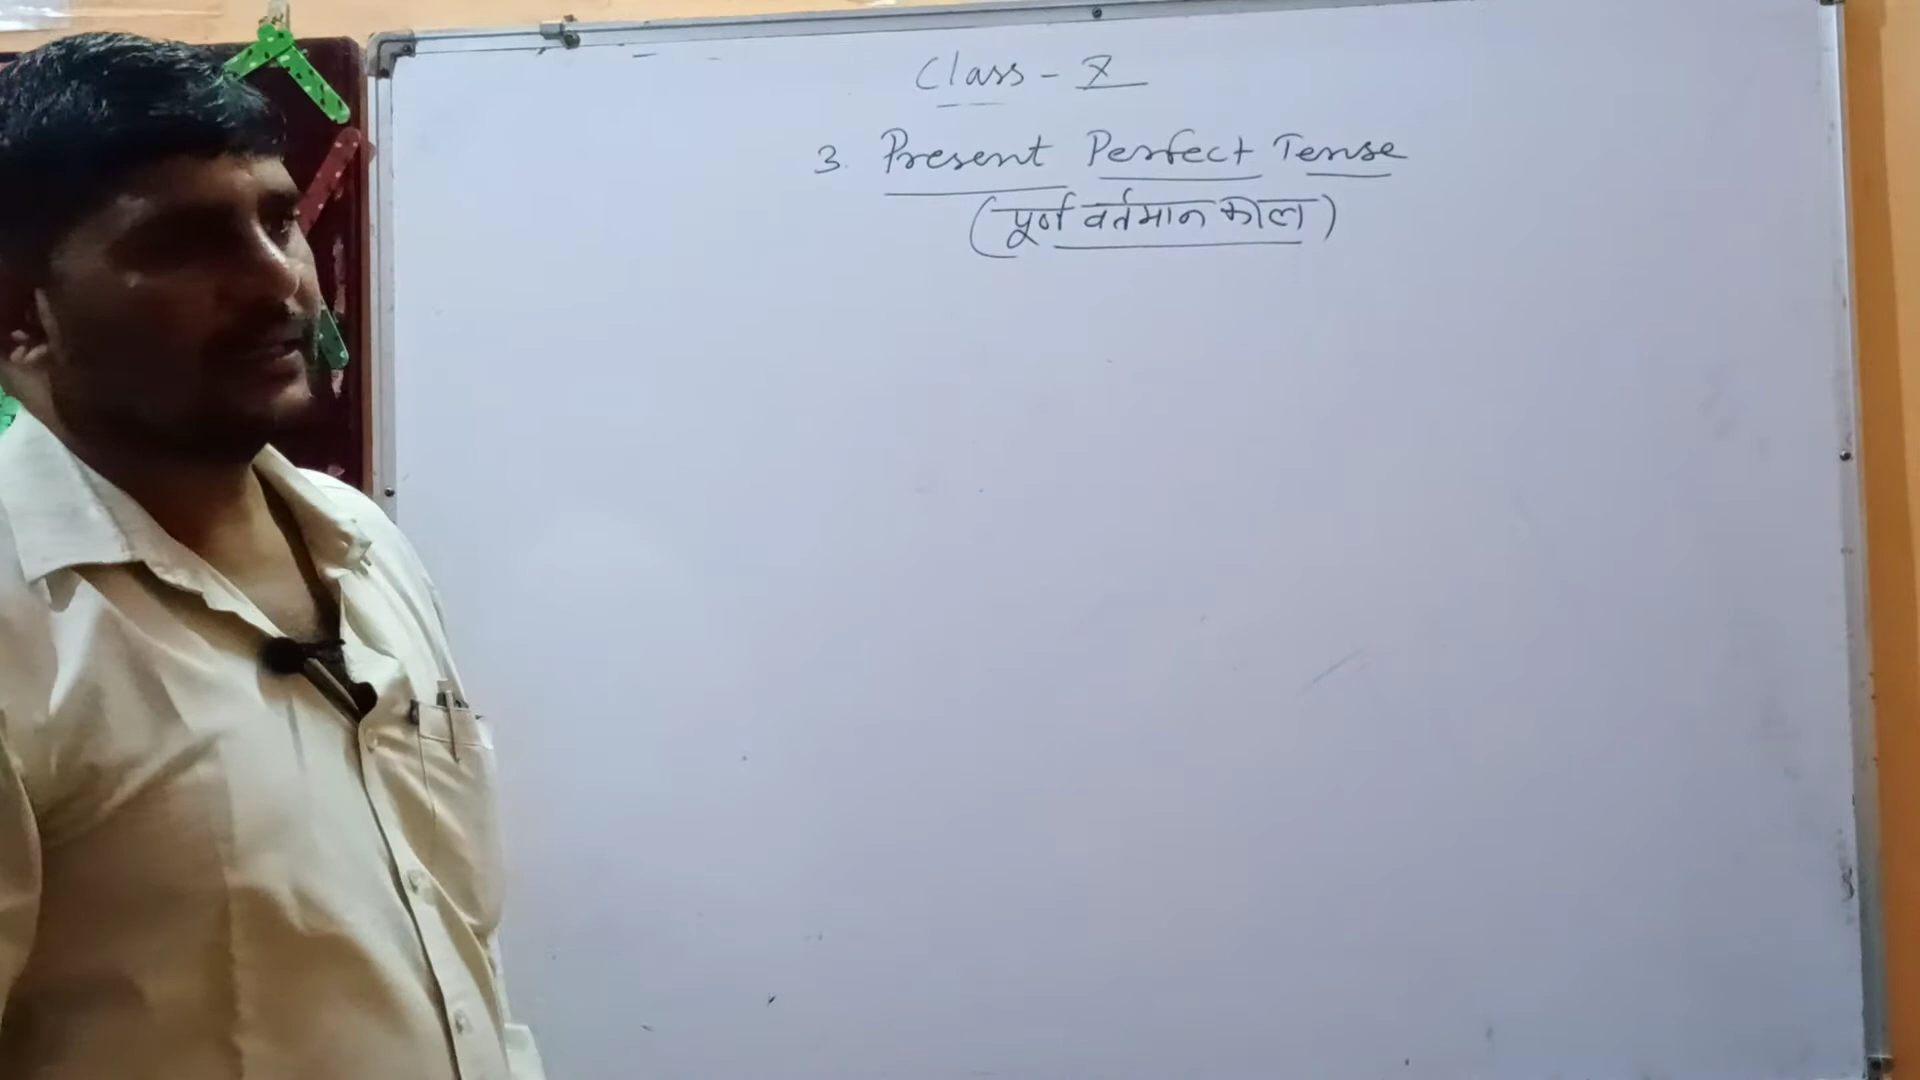 Class - X
3. Present Perfect Tense
(पूर्ण वर्तमान काल)